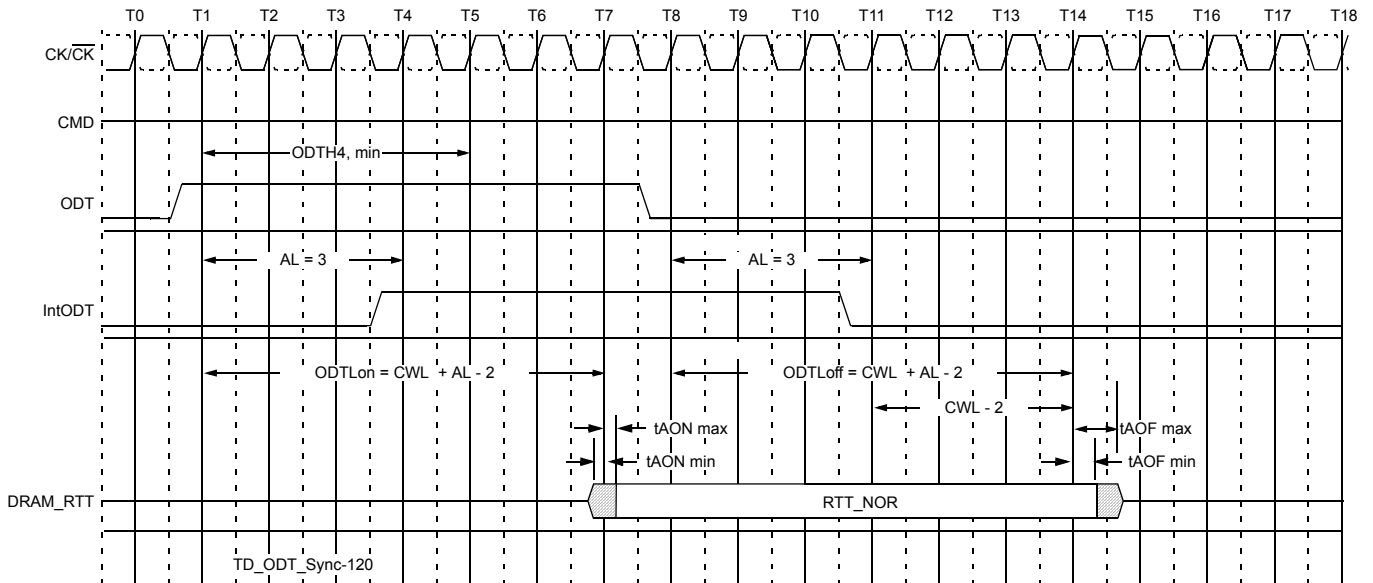 T0 T1 T2 T3 T4 T5 T6 T7 T8 T9 T10 T11 T12 T13 T14 T15 T16 T17 T18
CK/C̅K̅
CMD
ODTH4, min
ODT
AL = 3 AL = 3
IntODT
ODTLon = CWL + AL - 2 ODTLoff = CWL + AL - 2
CWL - 2
tAON max tAOF max
tAON min tAOF min
DRAM_RTT RTT_NOR
TD_ODT_Sync-120